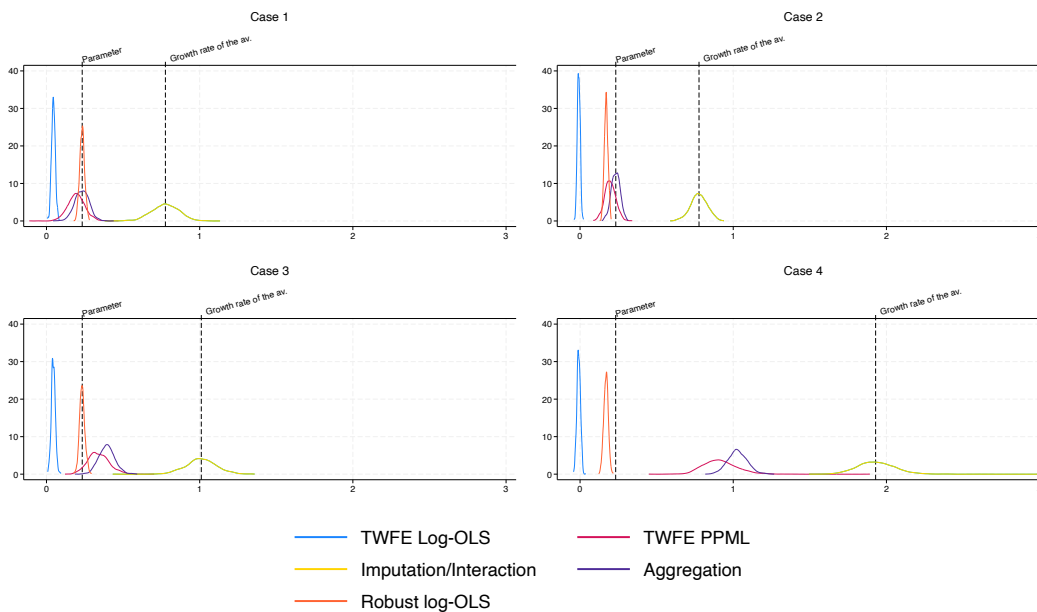 Case 1
Parameter
Growth rate of the av.
40
30
20
10
0
0 1 2 3
Case 2
Parameter
Growth rate of the av.
40
30
20
10
0
0 1 2
Case 3
Parameter
Growth rate of the av.
40
30
20
10
0
0 1 2 3
Case 4
Parameter
Growth rate of the av.
40
30
20
10
0
0 1 2
TWFE Log-OLS TWFE PPML
Imputation/Interaction Aggregation
Robust log-OLS